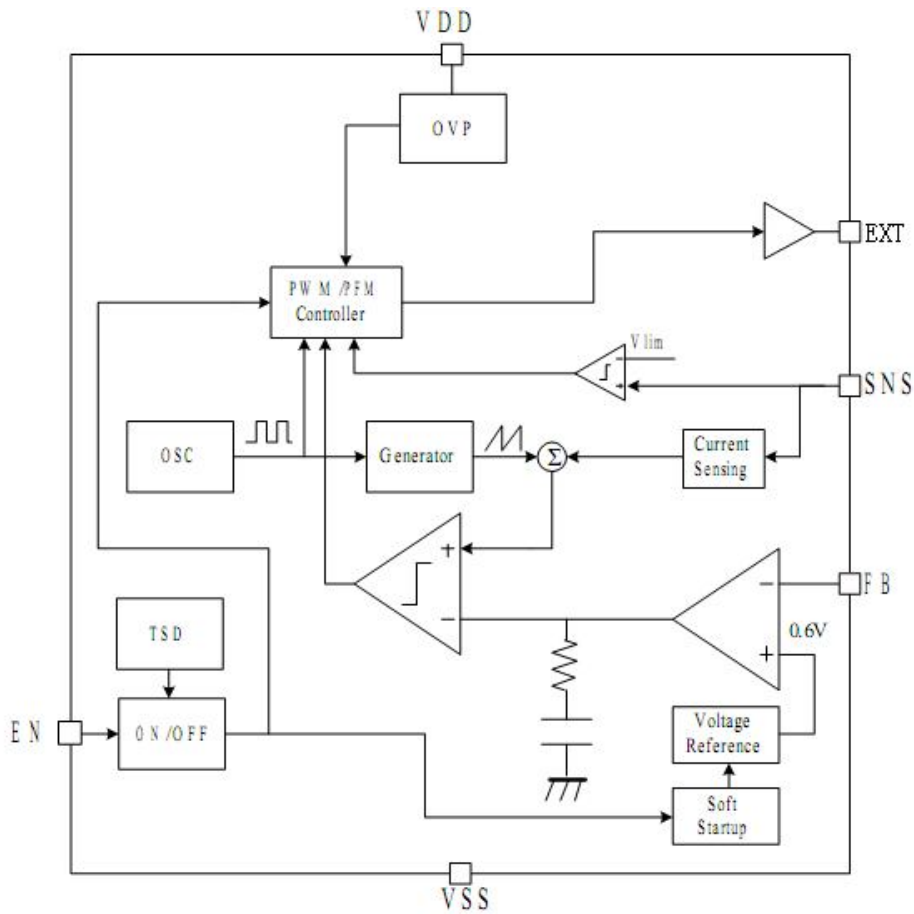 VDD
OVP
EXT
PWM/PFM
Controller
Vlim
SNS
OSC
Generator
Σ
Current
Sensing
+
−
FB
−
0.6V
+
TSD
EN
ON/OFF
Voltage
Reference
Soft
Startup
VSS